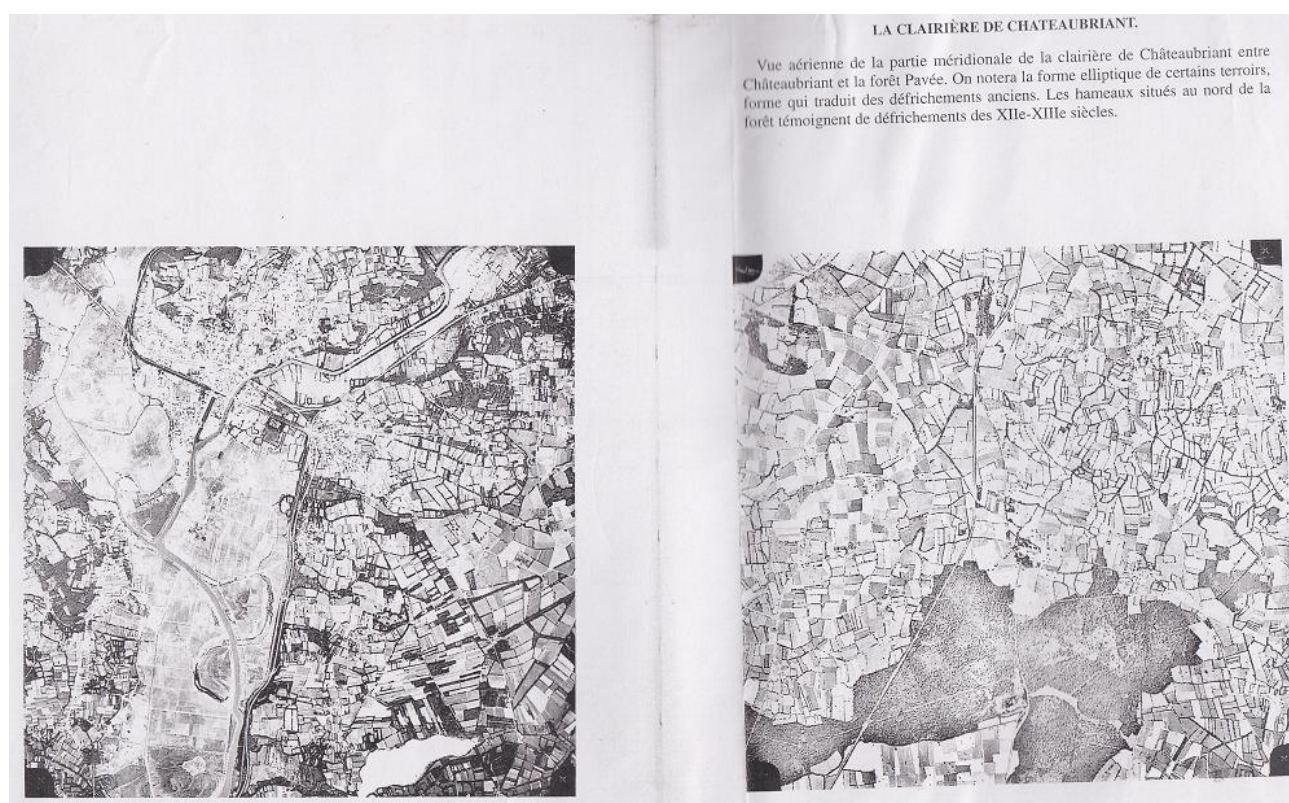 LA CLAIRIÈRE DE CHATEAUBRIANT.
Vue aérienne de la partie méridionale de la clairière de Châteaubriant entre
Châteaubriant et la forêt Pavée. On notera la forme elliptique de certains terroirs,
forme qui traduit des défrichements anciens. Les hameaux situés au nord de la
forêt témoignent de défrichements des XIIe-XIIIe siècles.